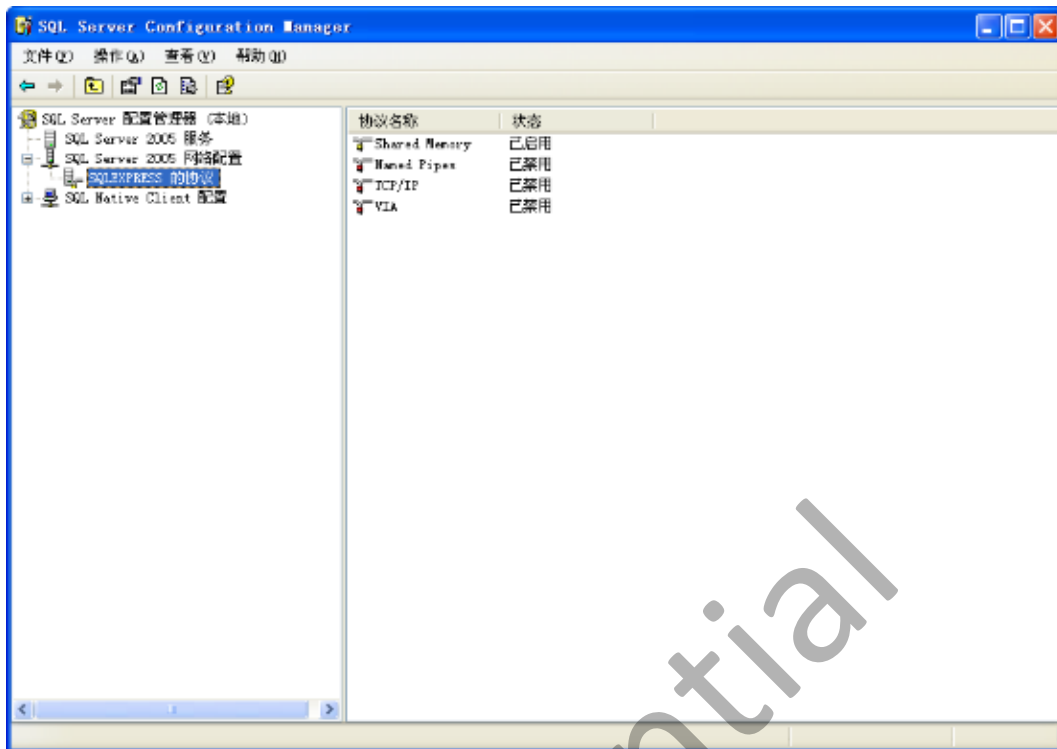 SQL Server Configuration Manager
文件(F) 操作(A) 查看(V) 帮助(H)
SQL Server 配置管理器 (本地)
SQL Server 2005 服务
SQL Server 2005 网络配置
SQLEXPRESS 的协议
SQL Native Client 配置
协议名称 状态
Shared Memory 已启用
Named Pipes 已禁用
TCP/IP 已禁用
VIA 已禁用
ntial